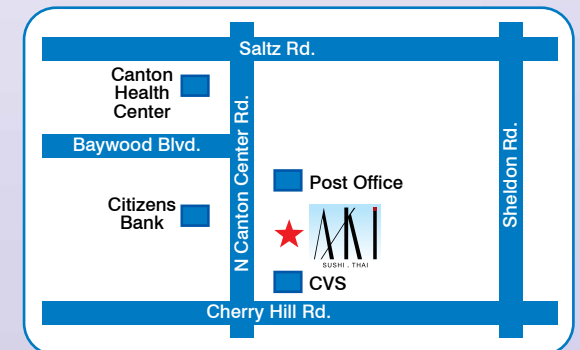 Saltz Rd.
Canton
Health
Center
Baywood Blvd.
N Canton Center Rd.
Sheldon Rd.
Post Office
Citizens
Bank
AKI
SUSHI . THAI
CVS
Cherry Hill Rd.